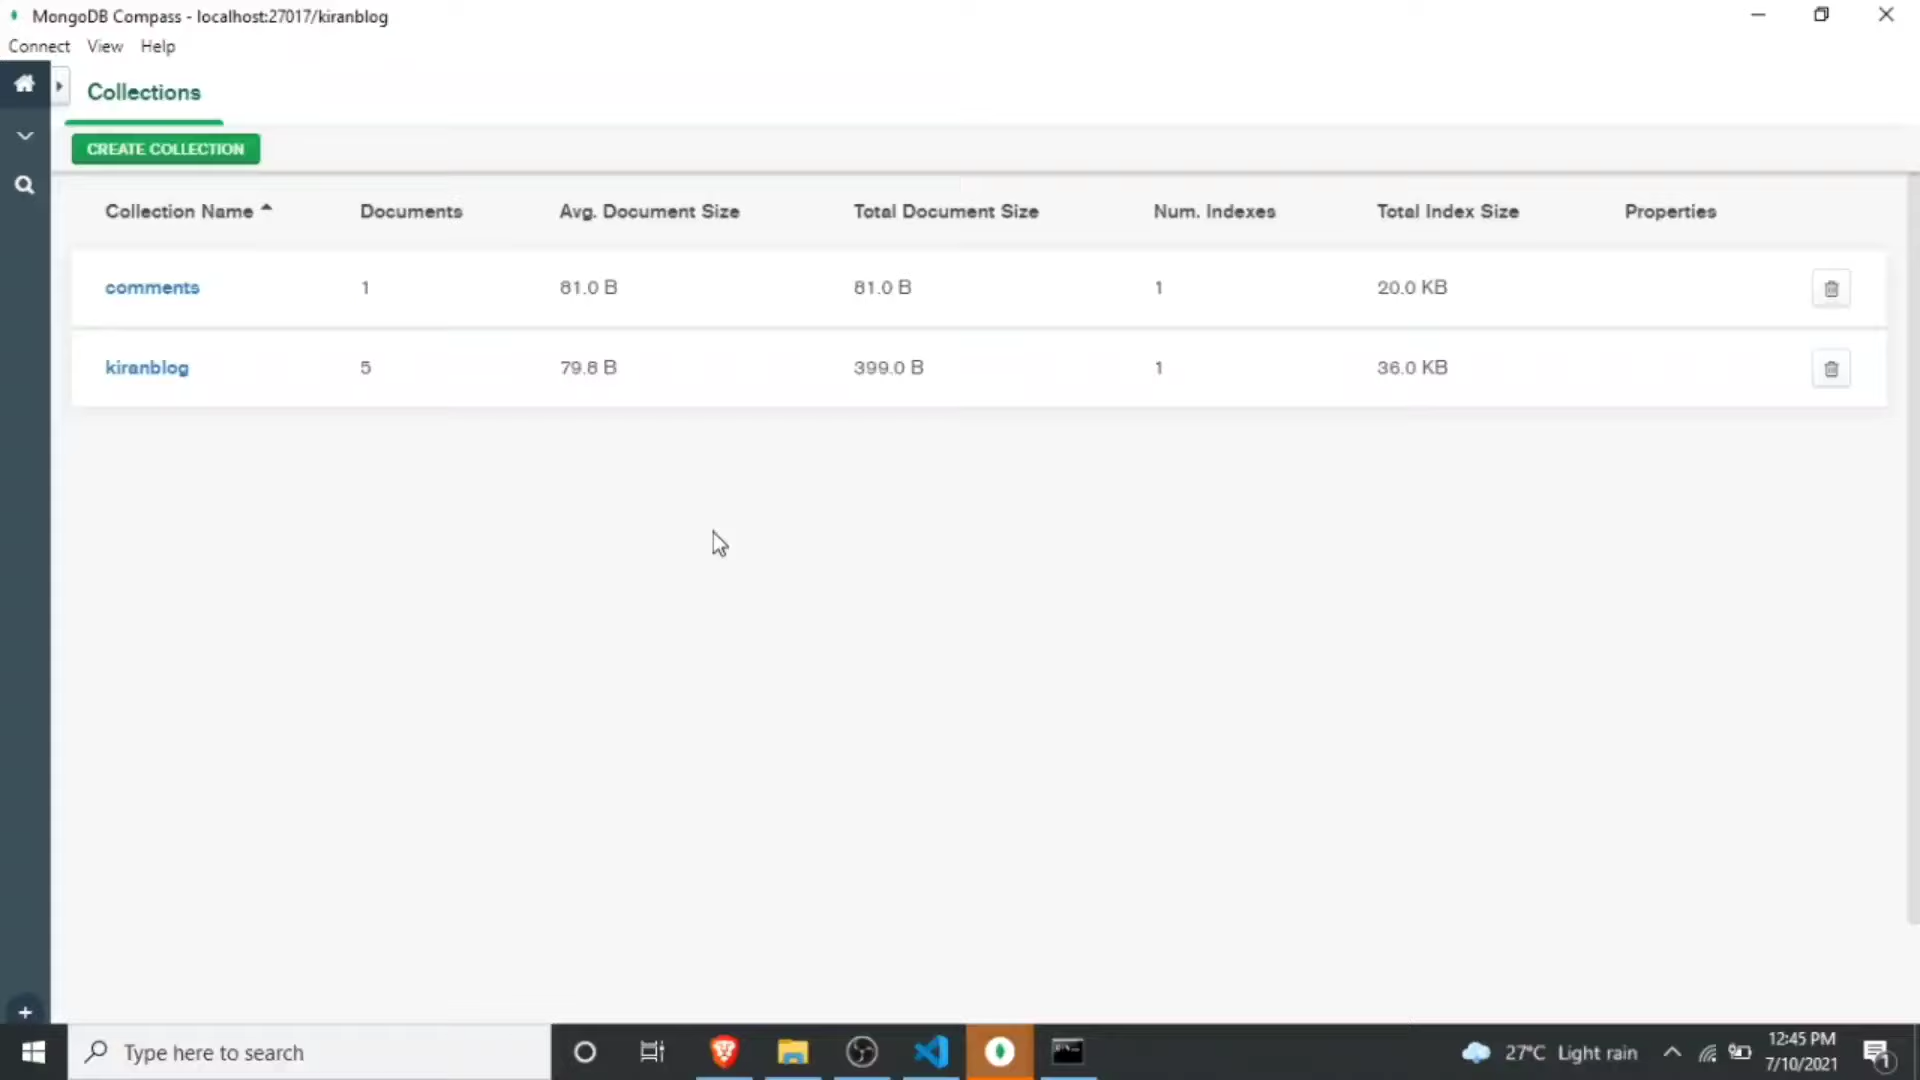 MongoDB Compass - localhost:27017/kiranblog
Connect View Help
Collections
CREATE COLLECTION
Collection Name Documents Avg. Document Size Total Document Size Num. Indexes Total Index Size Properties
comments 1 81.0 B 81.0 B 1 20.0 KB
kiranblog 5 79.8 B 399.0 B 1 36.0 KB
Type here to search
27°C Light rain
12:45 PM
7/10/2021
1